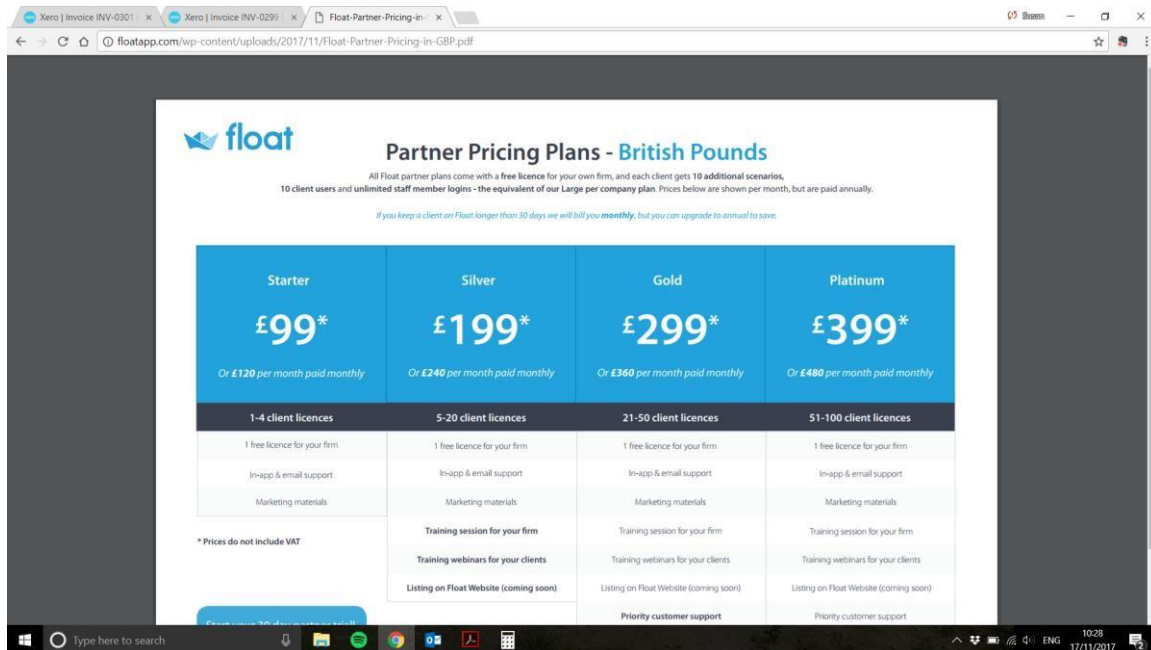 Xero | Invoice INV-0301
Xero | Invoice INV-0299
Float-Partner-Pricing-in-
floatapp.com/wp-content/uploads/2017/11/Float-Partner-Pricing-in-GBP.pdf
float
Partner Pricing Plans - British Pounds
All Float partner plans come with a free licence for your own firm, and each client gets 10 additional scenarios,
10 client users and unlimited staff member logins - the equivalent of our Large per company plan. Prices below are shown per month, but are paid annually.
If you keep a client on Float longer than 30 days we will bill you monthly, but you can upgrade to annual to save.
Starter
£99*
Or £120 per month paid monthly
1-4 client licences
1 free licence for your firm
In-app & email support
Marketing materials
* Prices do not include VAT
Start your 30 day partner trial!
Silver
£199*
Or £240 per month paid monthly
5-20 client licences
1 free licence for your firm
In-app & email support
Marketing materials
Training session for your firm
Training webinars for your clients
Listing on Float Website (coming soon)
Gold
£299*
Or £360 per month paid monthly
21-50 client licences
1 free licence for your firm
In-app & email support
Marketing materials
Training session for your firm
Training webinars for your clients
Listing on Float Website (coming soon)
Priority customer support
Platinum
£399*
Or £480 per month paid monthly
51-100 client licences
1 free licence for your firm
In-app & email support
Marketing materials
Training session for your firm
Training webinars for your clients
Listing on Float Website (coming soon)
Priority customer support
Type here to search
ENG
10:28
17/11/2017